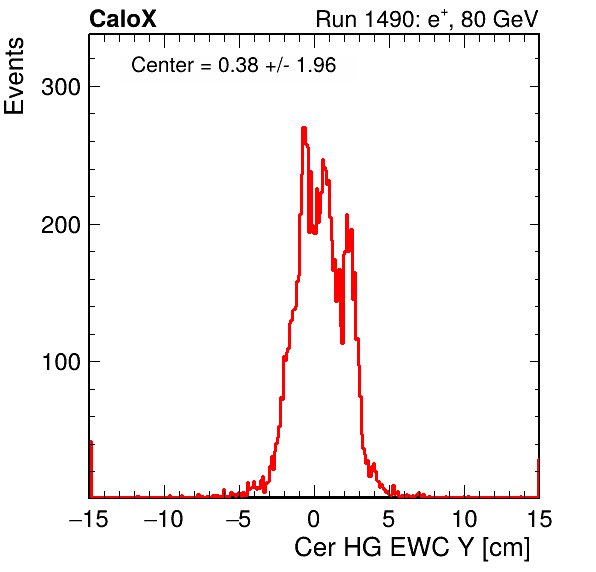 CaloX Run 1490: e⁺, 80 GeV
Center = 0.38 +/- 1.96
Events
300
200
100
−15 −10 −5 0 5 10 15
Cer HG EWC Y [cm]